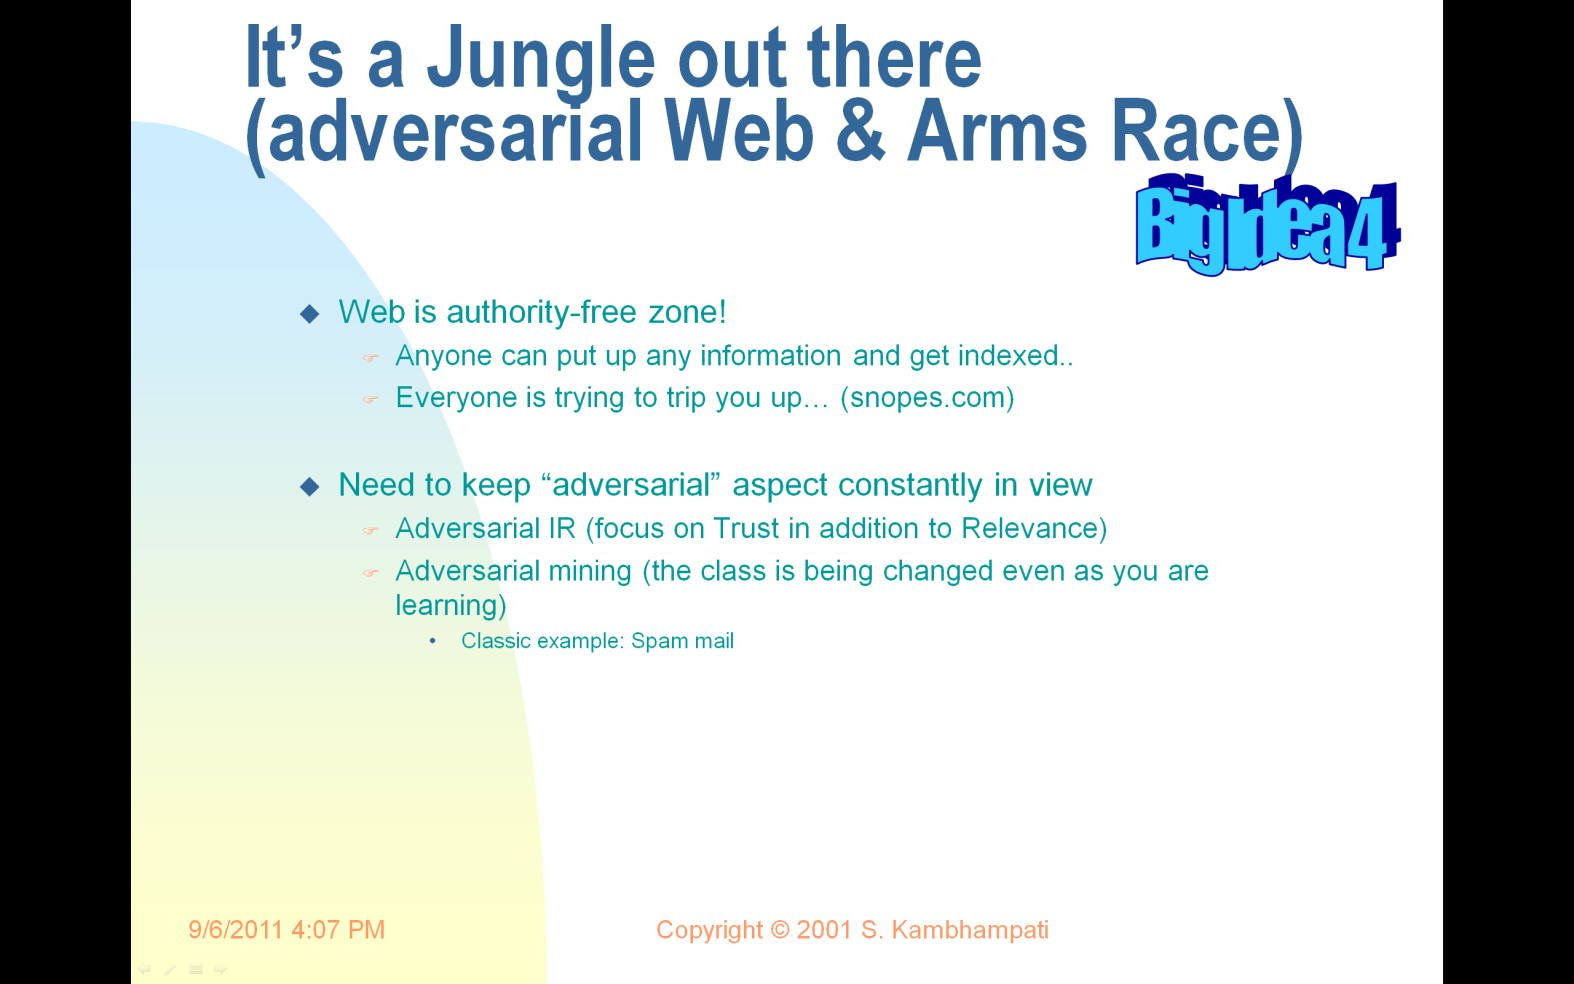 It’s a Jungle out there
(adversarial Web & Arms Race)
Big Idea 4
Web is authority-free zone!
Anyone can put up any information and get indexed..
Everyone is trying to trip you up… (snopes.com)
Need to keep “adversarial” aspect constantly in view
Adversarial IR (focus on Trust in addition to Relevance)
Adversarial mining (the class is being changed even as you are
learning)
Classic example: Spam mail
9/6/2011 4:07 PM
Copyright © 2001 S. Kambhampati